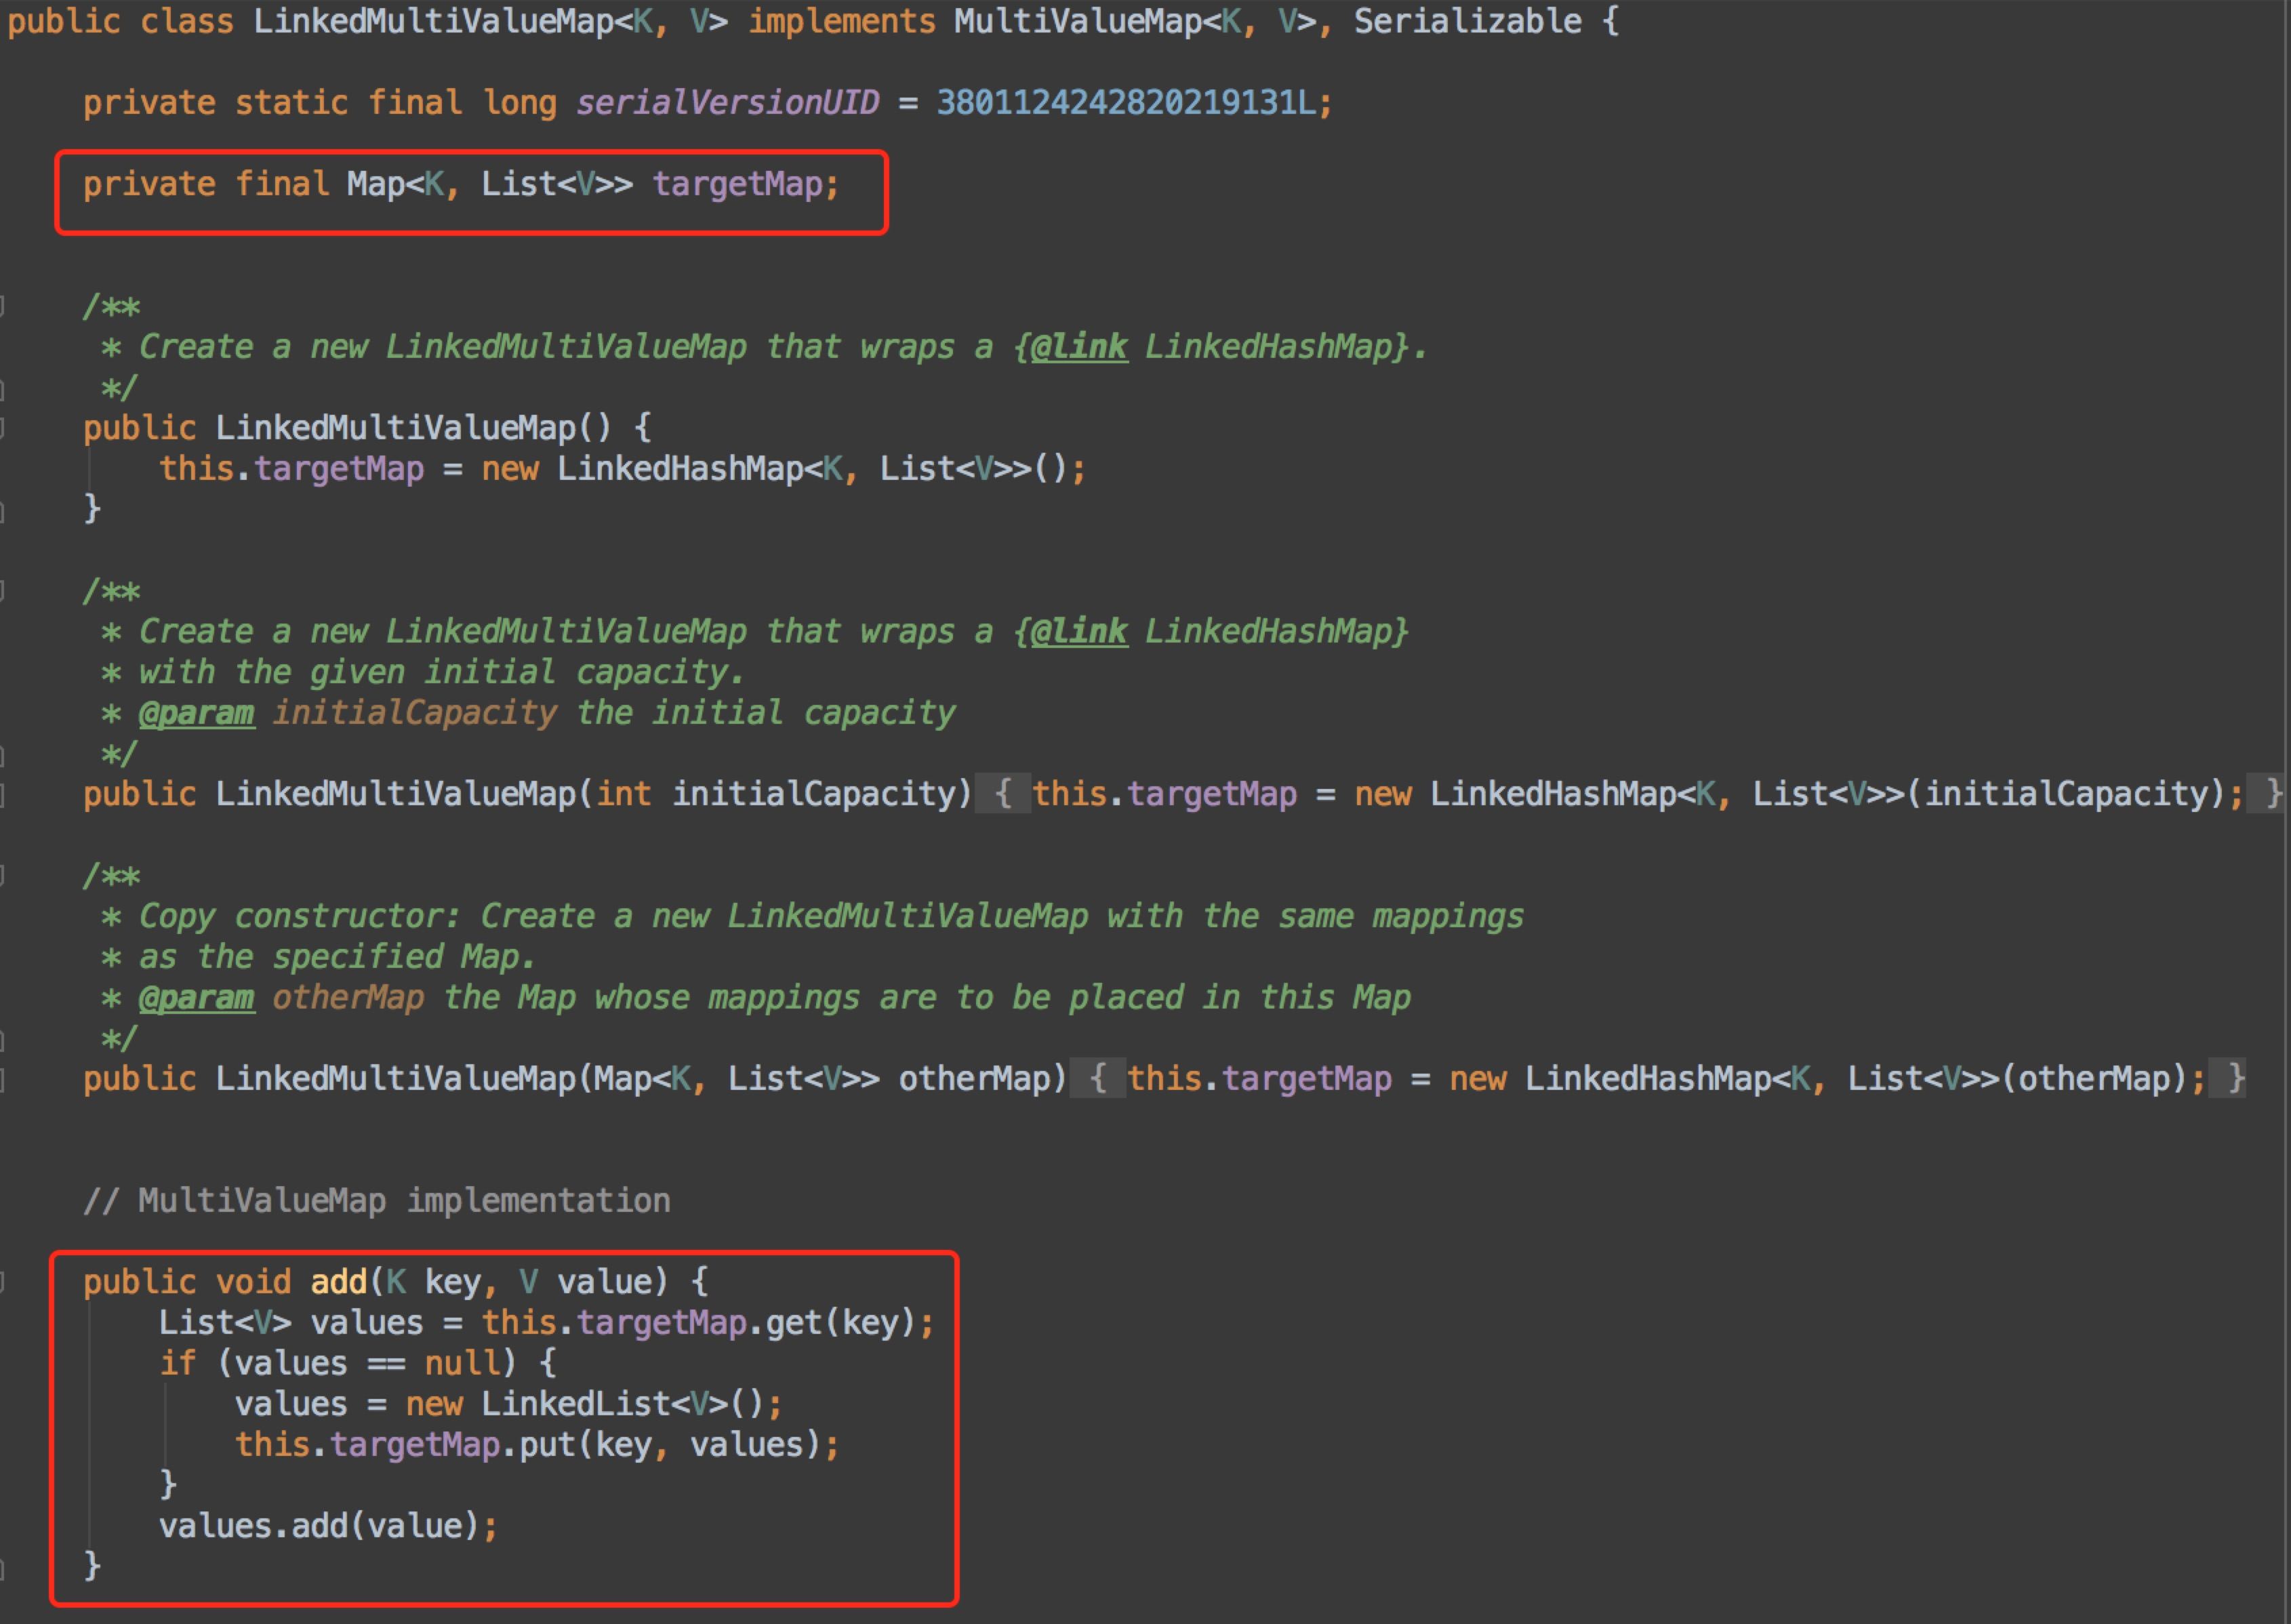 public class LinkedMultiValueMap<K, V> implements MultiValueMap<K, V>, Serializable {
private static final long serialVersionUID = 3801124242820219131L;
private final Map<K, List<V>> targetMap;
/**
* Create a new LinkedMultiValueMap that wraps a {@link LinkedHashMap}.
*/
public LinkedMultiValueMap() {
this.targetMap = new LinkedHashMap<K, List<V>>();
}
/**
* Create a new LinkedMultiValueMap that wraps a {@link LinkedHashMap}
* with the given initial capacity.
* @param initialCapacity the initial capacity
*/
public LinkedMultiValueMap(int initialCapacity) { this.targetMap = new LinkedHashMap<K, List<V>>(initialCapacity); }
/**
* Copy constructor: Create a new LinkedMultiValueMap with the same mappings
* as the specified Map.
* @param otherMap the Map whose mappings are to be placed in this Map
*/
public LinkedMultiValueMap(Map<K, List<V>> otherMap) { this.targetMap = new LinkedHashMap<K, List<V>>(otherMap); }
// MultiValueMap implementation
public void add(K key, V value) {
List<V> values = this.targetMap.get(key);
if (values == null) {
values = new LinkedList<V>();
this.targetMap.put(key, values);
}
values.add(value);
}